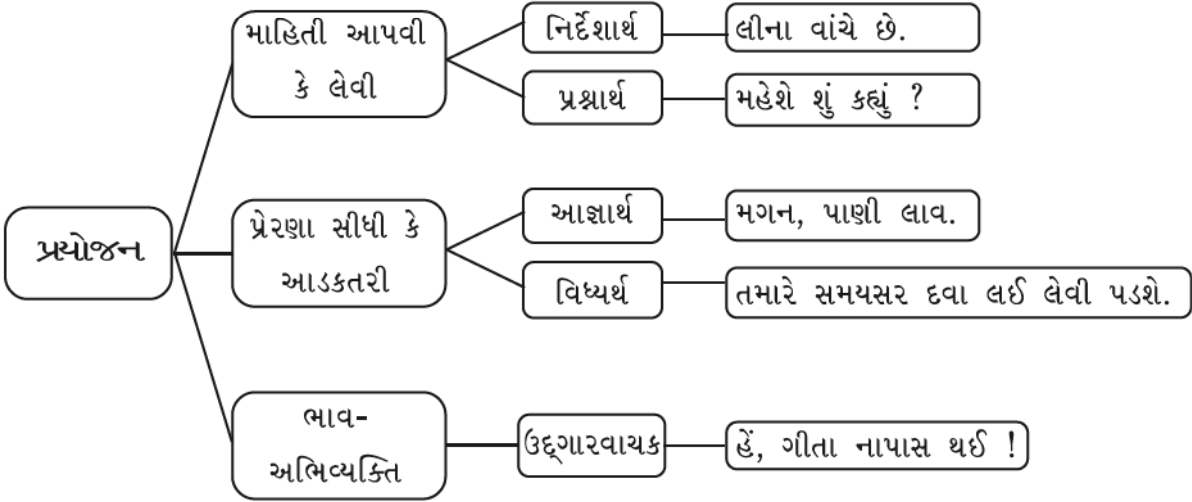 પ્રયોજન
માહિતી આપવી
કે લેવી
નિર્દેશાર્થ
લીના વાંચે છે.
પ્રશ્નાર્થ
મહેશે શું કહ્યું ?
પ્રેરણા સીધી કે
આડકતરી
આજ્ઞાર્થ
મગન, પાણી લાવ.
વિધ્યર્થ
તમારે સમયસર દવા લઈ લેવી પડશે.
ભાવ-
અભિવ્યક્તિ
ઉદ્ગારવાચક
હેં, ગીતા નાપાસ થઈ !